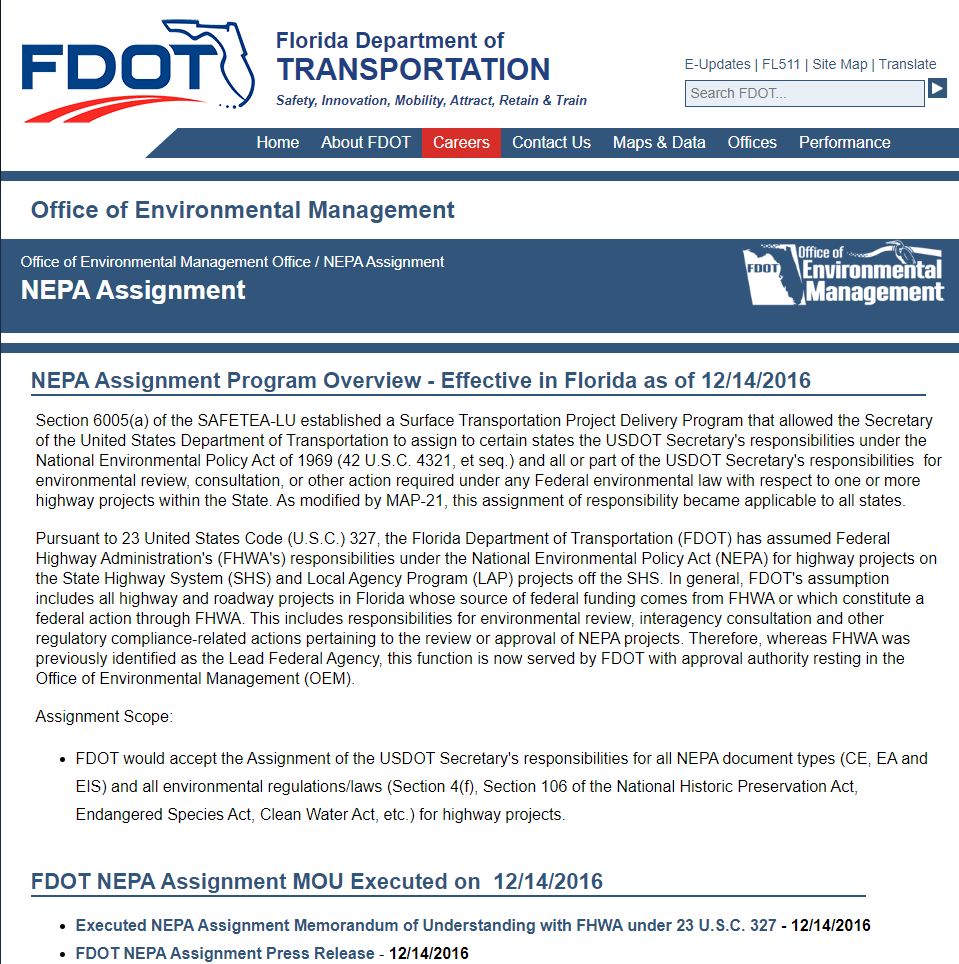 FDOT
Florida Department of
TRANSPORTATION
Safety, Innovation, Mobility, Attract, Retain & Train
E-Updates | FL511 | Site Map | Translate
Search FDOT...
Home About FDOT Careers Contact Us Maps & Data Offices Performance
Office of Environmental Management
Office of Environmental Management Office / NEPA Assignment
NEPA Assignment
FDOT
Office of
Environmental
Management
NEPA Assignment Program Overview - Effective in Florida as of 12/14/2016
Section 6005(a) of the SAFETEA-LU established a Surface Transportation Project Delivery Program that allowed the Secretary
of the United States Department of Transportation to assign to certain states the USDOT Secretary's responsibilities under the
National Environmental Policy Act of 1969 (42 U.S.C. 4321, et seq.) and all or part of the USDOT Secretary's responsibilities for
environmental review, consultation, or other action required under any Federal environmental law with respect to one or more
highway projects within the State. As modified by MAP-21, this assignment of responsibility became applicable to all states.
Pursuant to 23 United States Code (U.S.C.) 327, the Florida Department of Transportation (FDOT) has assumed Federal
Highway Administration's (FHWA's) responsibilities under the National Environmental Policy Act (NEPA) for highway projects on
the State Highway System (SHS) and Local Agency Program (LAP) projects off the SHS. In general, FDOT's assumption
includes all highway and roadway projects in Florida whose source of federal funding comes from FHWA or which constitute a
federal action through FHWA. This includes responsibilities for environmental review, interagency consultation and other
regulatory compliance-related actions pertaining to the review or approval of NEPA projects. Therefore, whereas FHWA was
previously identified as the Lead Federal Agency, this function is now served by FDOT with approval authority resting in the
Office of Environmental Management (OEM).
Assignment Scope:
• FDOT would accept the Assignment of the USDOT Secretary's responsibilities for all NEPA document types (CE, EA and
EIS) and all environmental regulations/laws (Section 4(f), Section 106 of the National Historic Preservation Act,
Endangered Species Act, Clean Water Act, etc.) for highway projects.
FDOT NEPA Assignment MOU Executed on 12/14/2016
• Executed NEPA Assignment Memorandum of Understanding with FHWA under 23 U.S.C. 327 - 12/14/2016
• FDOT NEPA Assignment Press Release - 12/14/2016